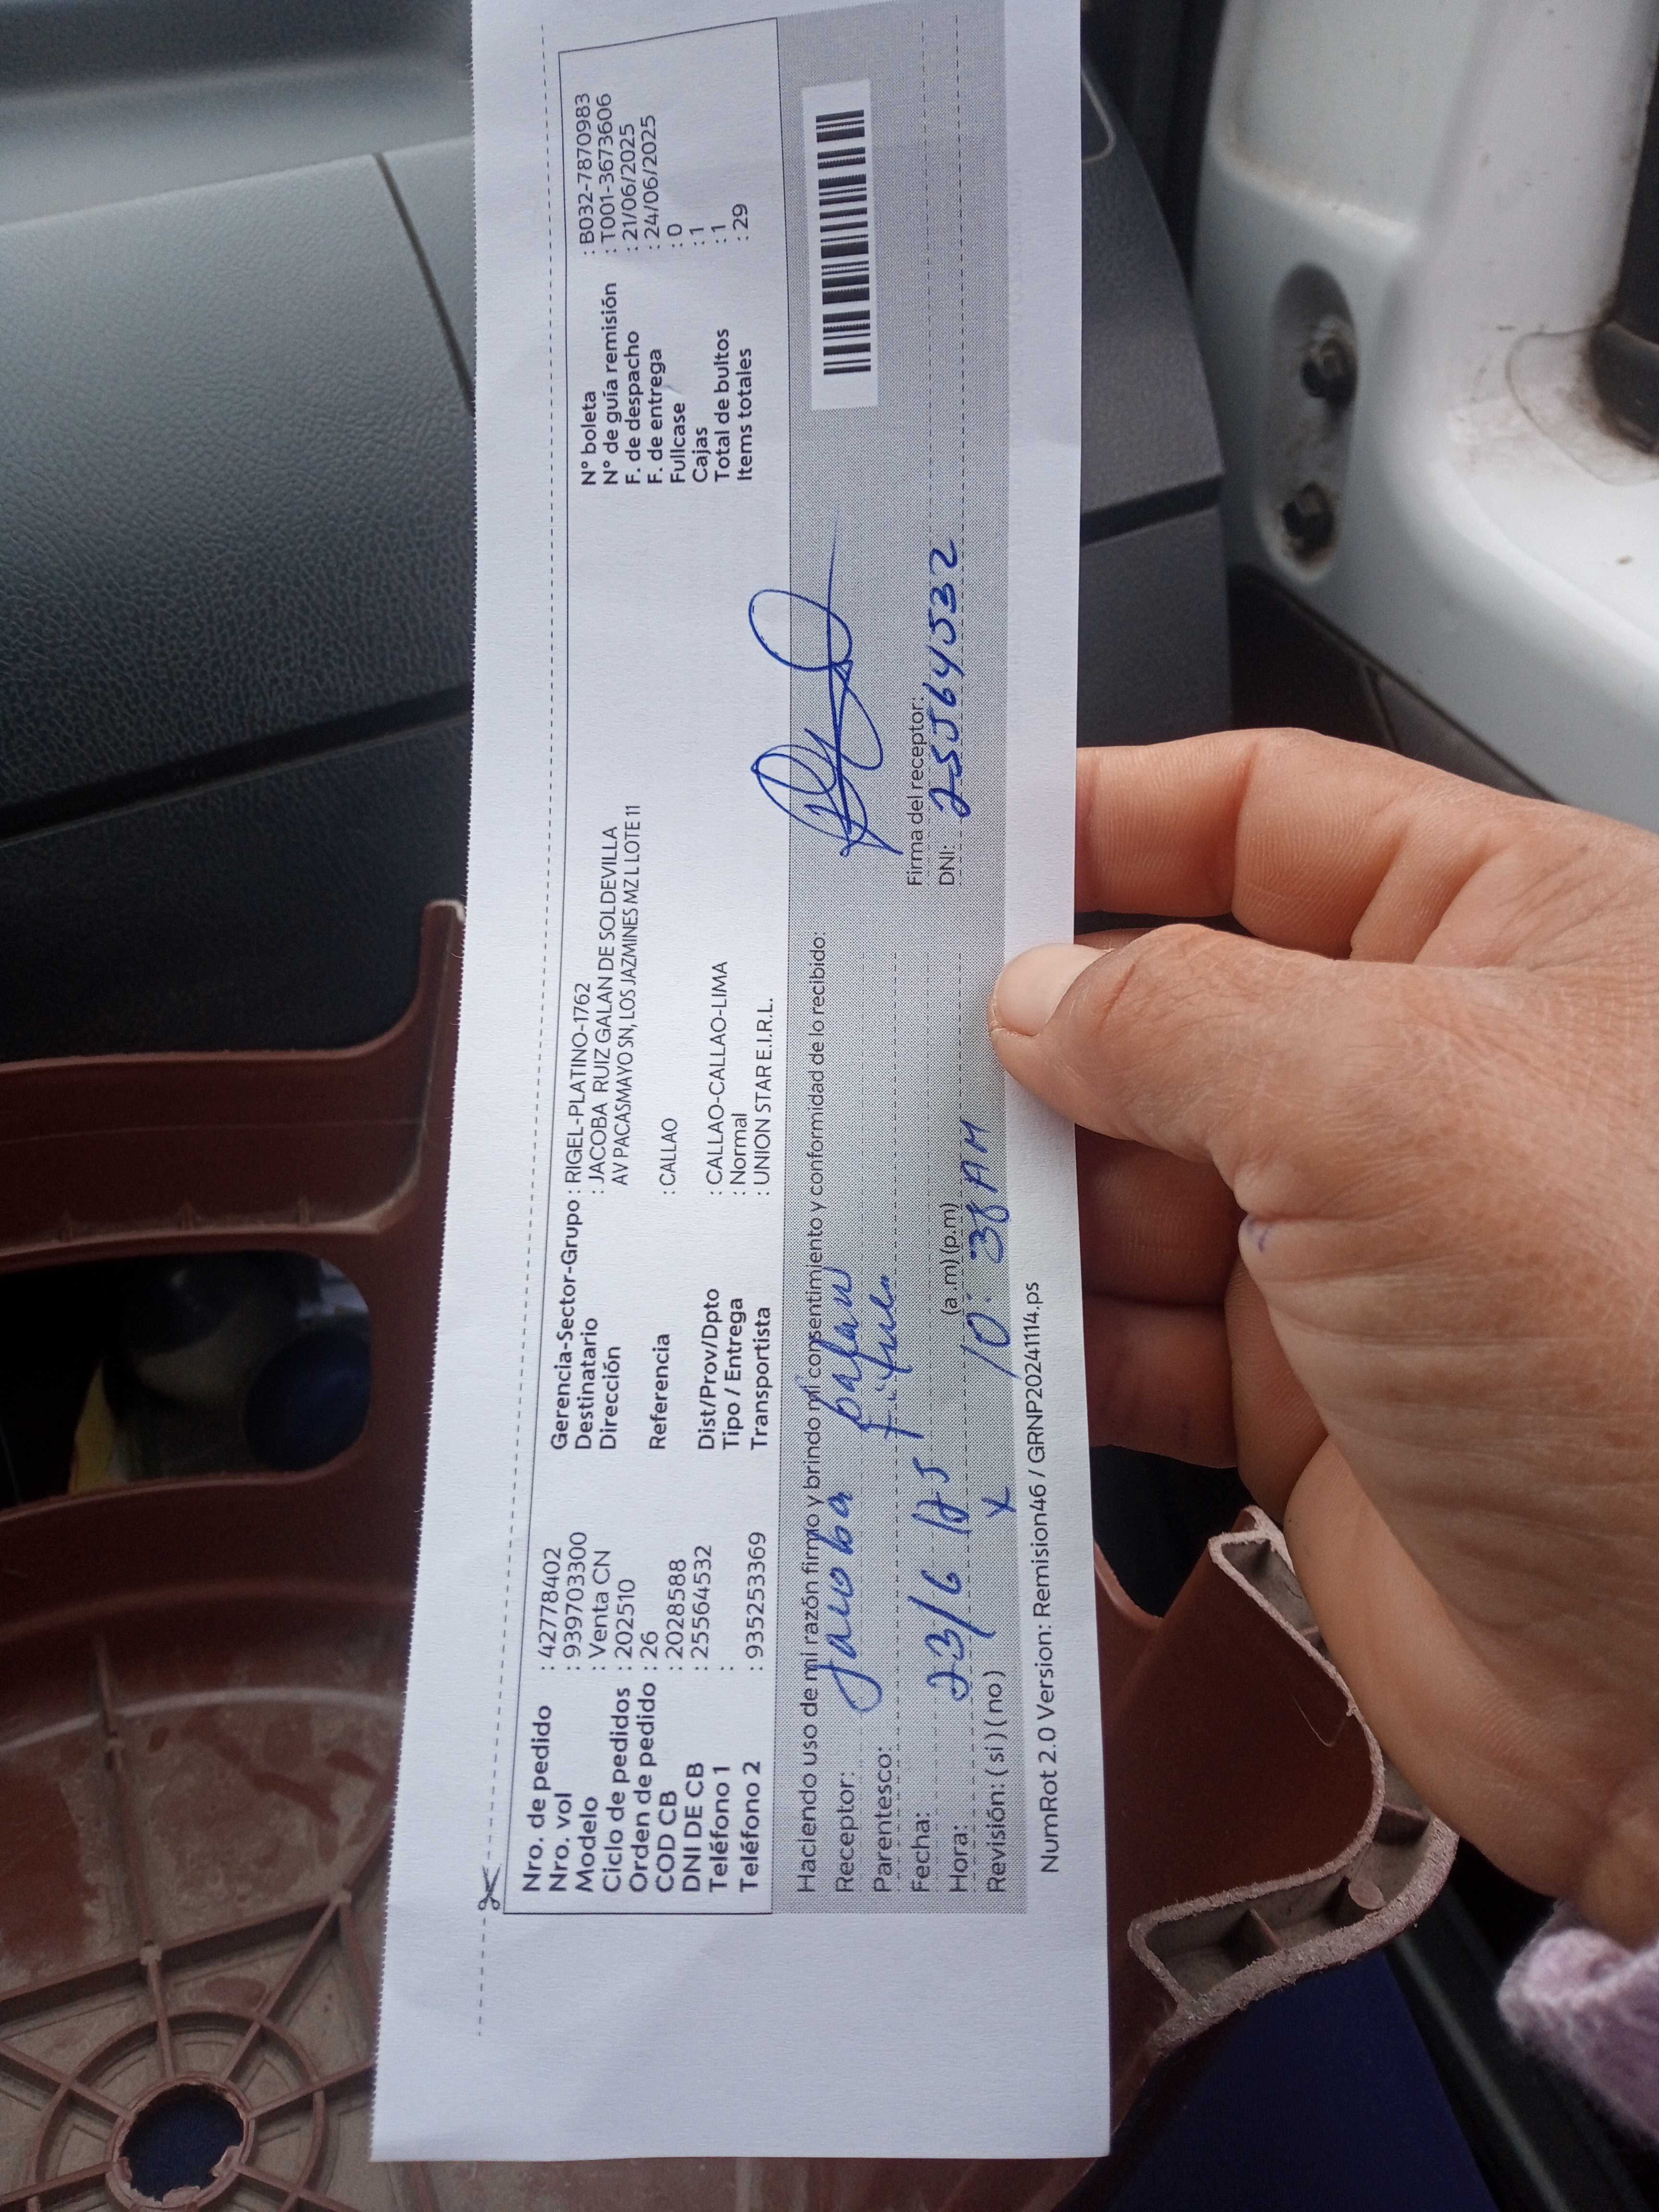 Nro. de pedido : 42778402
Nro. vol : 939703300
Modelo : Venta CN
Ciclo de pedidos : 202510
Orden de pedido : 26
COD CB : 2028588
DNI DE CB : 25564532
Teléfono 1 :
Teléfono 2 : 935253369
Gerencia-Sector-Grupo : RIGEL-PLATINO-1762
Destinatario : JACOBA RUIZ GALAN DE SOLDEVILLA
Dirección AV PACASMAYO SN, LOS JAZMINES MZ L LOTE 11
Referencia : CALLAO
Dist/Prov/Dpto : CALLAO-CALLAO-LIMA
Tipo / Entrega : Normal
Transportista : UNION STAR E.I.R.L.
N° boleta : B032-7870983
N° de guía remisión : T001-3673606
F. de despacho : 21/06/2025
F. de entrega : 24/06/2025
Fullcase : 0
Cajas : 1
Total de bultos : 1
Items totales : 29
Haciendo uso de mi razón firmo y brindo mi consentimiento y conformidad de lo recibido:
Receptor: Jacoba
Parentesco:
Fecha: 23/6
Hora: (a.m) (p.m) 10:38 AM
Revisión: ( si ) ( no ) X
Firma del receptor:
DNI: 25564532
NumRot 2.0 Version: Remision46 / GRNP20241114.ps